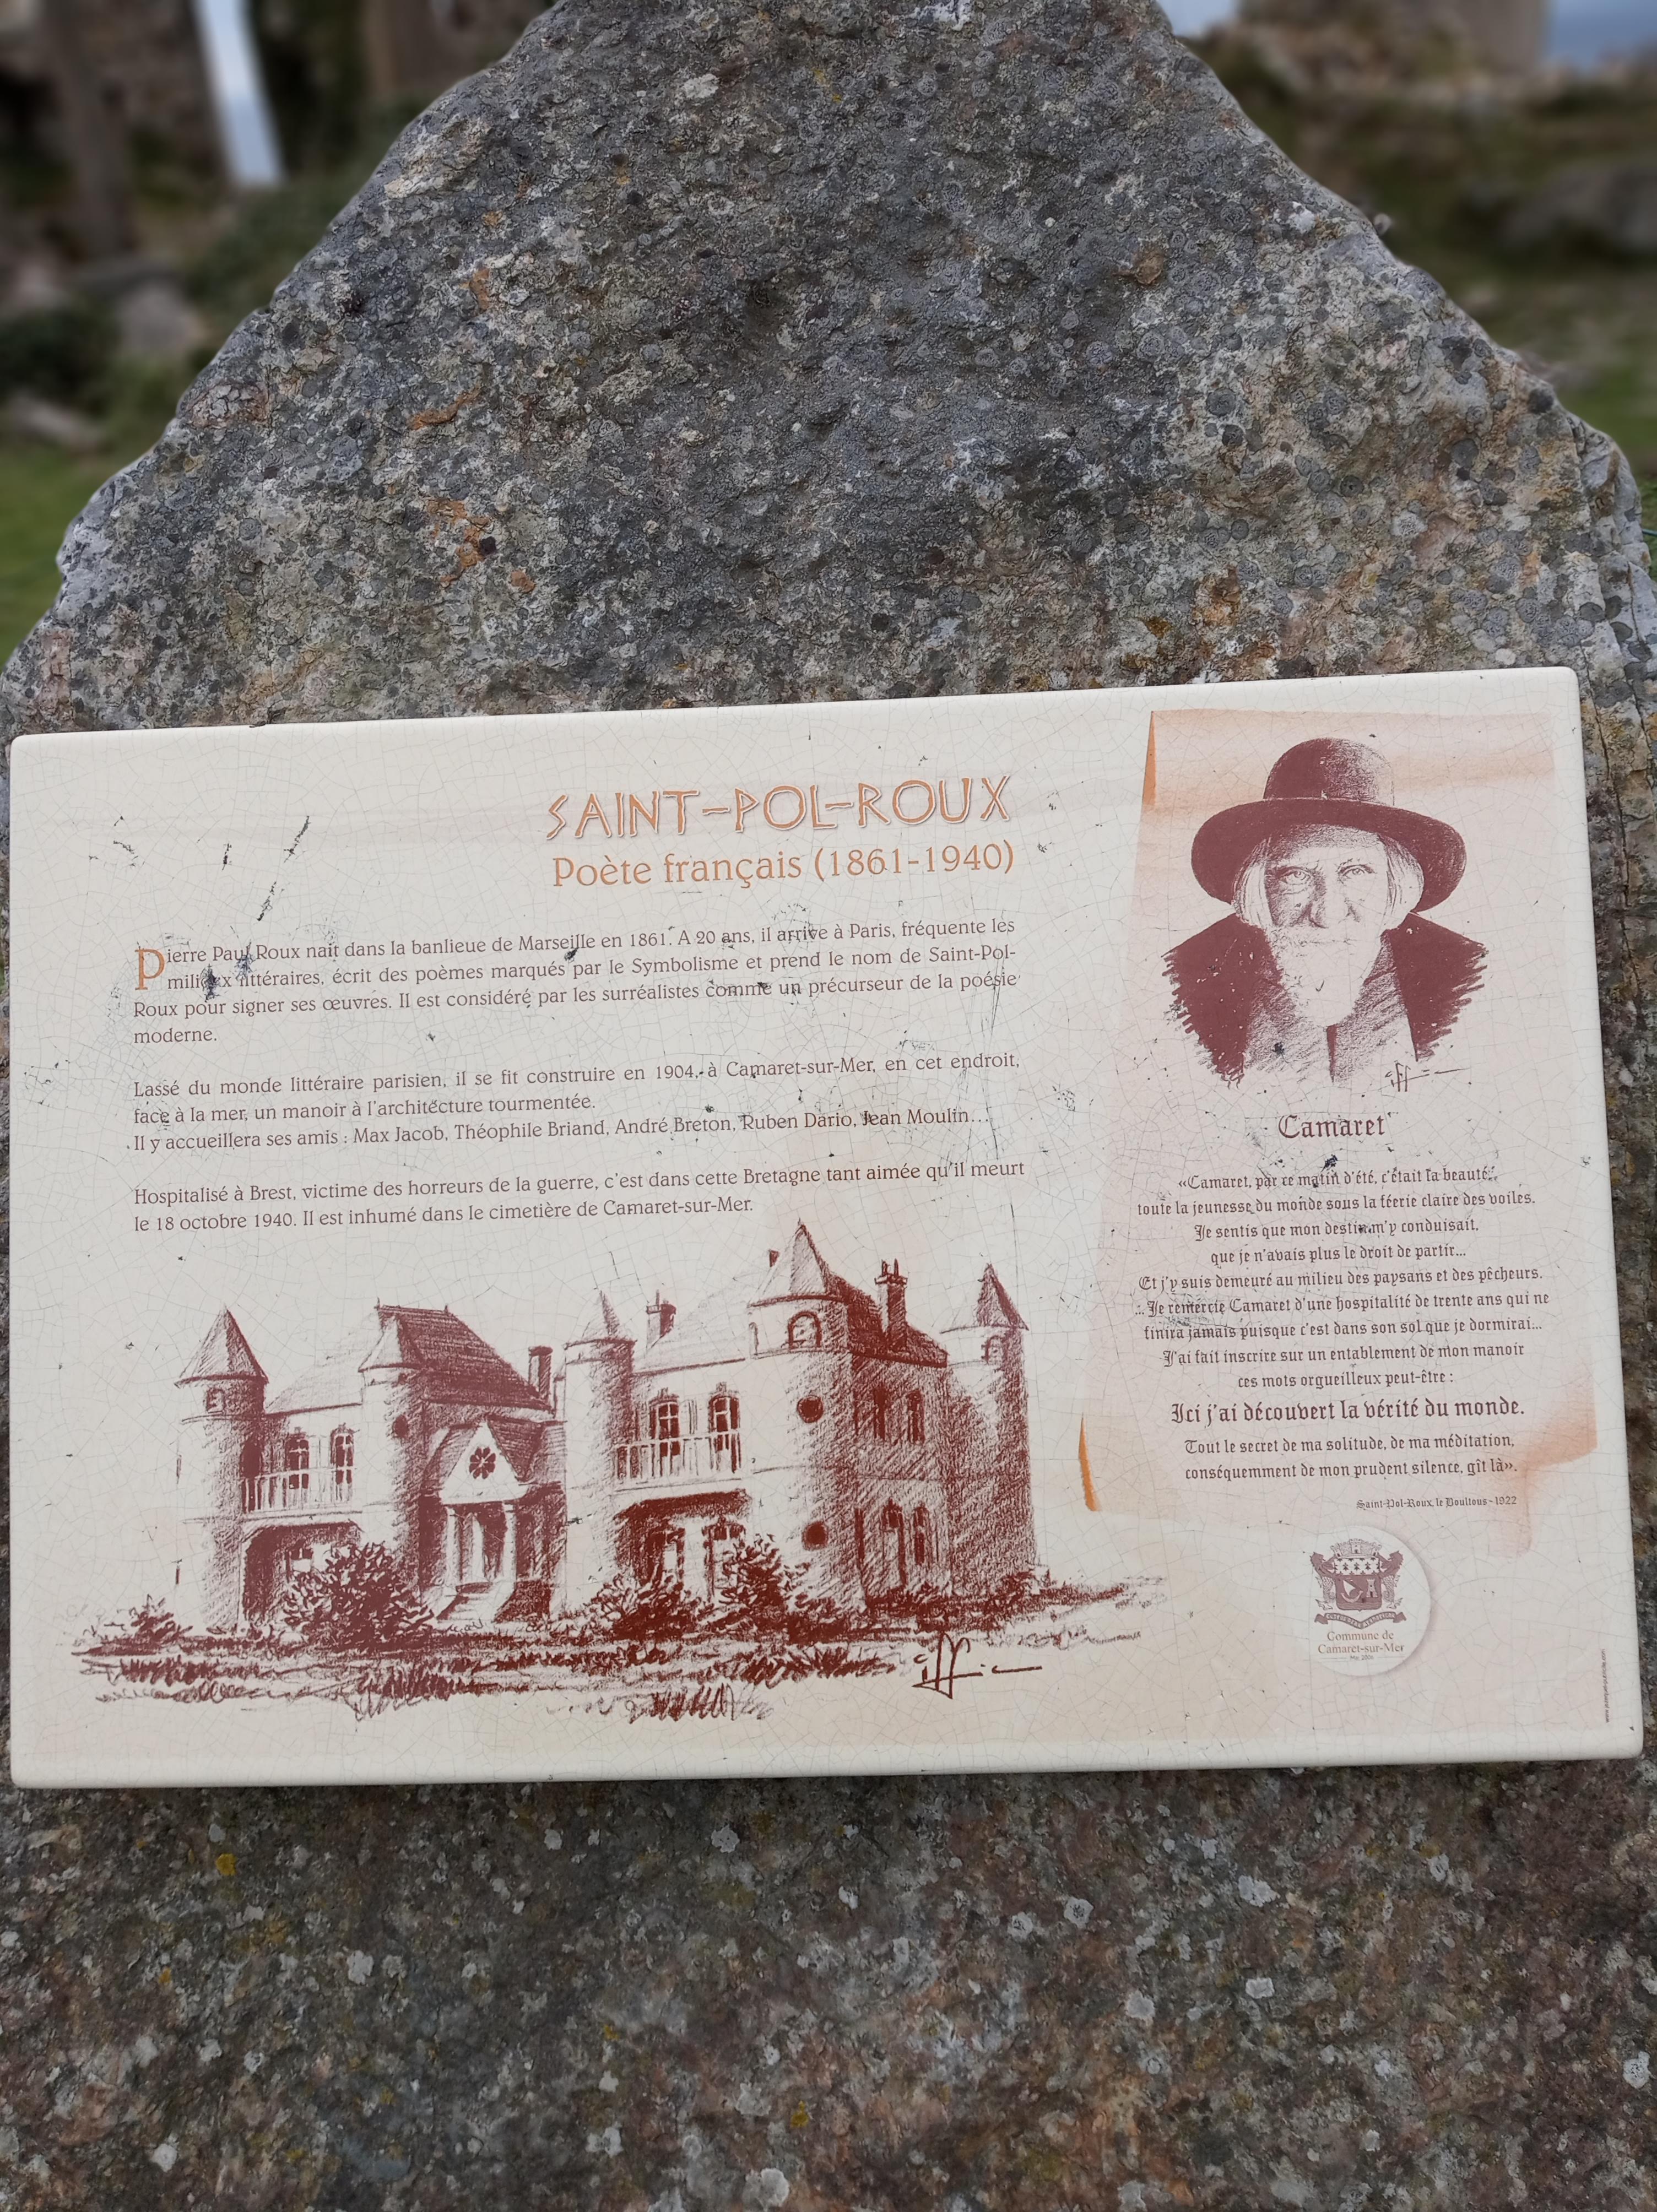 SAINT-POL-ROUX
Poète français (1861-1940)
Pierre Paul Roux nait dans la banlieue de Marseille en 1861. A 20 ans, il arrive à Paris, fréquente les
milieux littéraires, écrit des poèmes marqués par le Symbolisme et prend le nom de Saint-Pol-
Roux pour signer ses œuvres. Il est considéré par les surréalistes comme un précurseur de la poésie
moderne.
Lassé du monde littéraire parisien, il se fit construire en 1904, à Camaret-sur-Mer, en cet endroit,
face à la mer, un manoir à l'architecture tourmentée.
Il y accueillera ses amis : Max Jacob, Théophile Briand, André Breton, Ruben Dario, Jean Moulin...
Hospitalisé à Brest, victime des horreurs de la guerre, c'est dans cette Bretagne tant aimée qu'il meurt
le 18 octobre 1940. Il est inhumé dans le cimetière de Camaret-sur-Mer.
Camaret
«Camaret, par ce matin d'été, c'était la beauté,
toute la jeunesse du monde sous la féerie claire des voiles.
Je sentis que mon destin m'y conduisait,
que je n'avais plus le droit de partir...
Et j'y suis demeuré au milieu des paysans et des pêcheurs.
... Je remercie Camaret d'une hospitalité de trente ans qui ne
finira jamais puisque c'est dans son sol que je dormirai...
J'ai fait inscrire sur un entablement de mon manoir
ces mots orgueilleux peut-être :
Ici j'ai découvert la vérité du monde.
Tout le secret de ma solitude, de ma méditation,
conséquemment de mon prudent silence, gît là».
Saint-Pol-Roux, le Boultous - 1922
Commune de
Camaret-sur-Mer